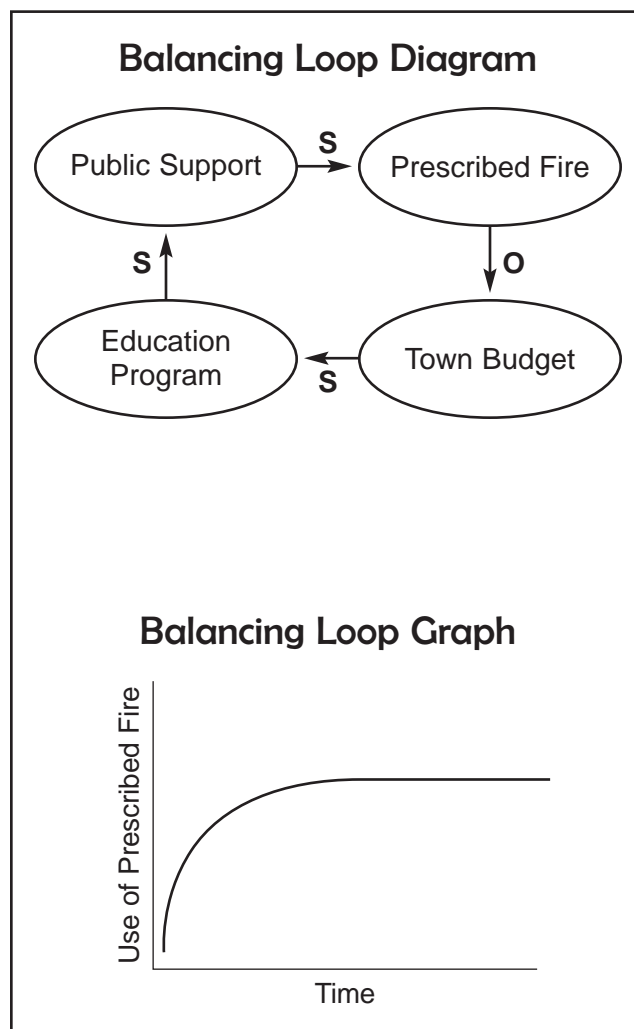 Balancing Loop Diagram
Public Support
S
Prescribed Fire
S
O
Education
Program
S
Town Budget
Balancing Loop Graph
Use of Prescribed Fire
Time